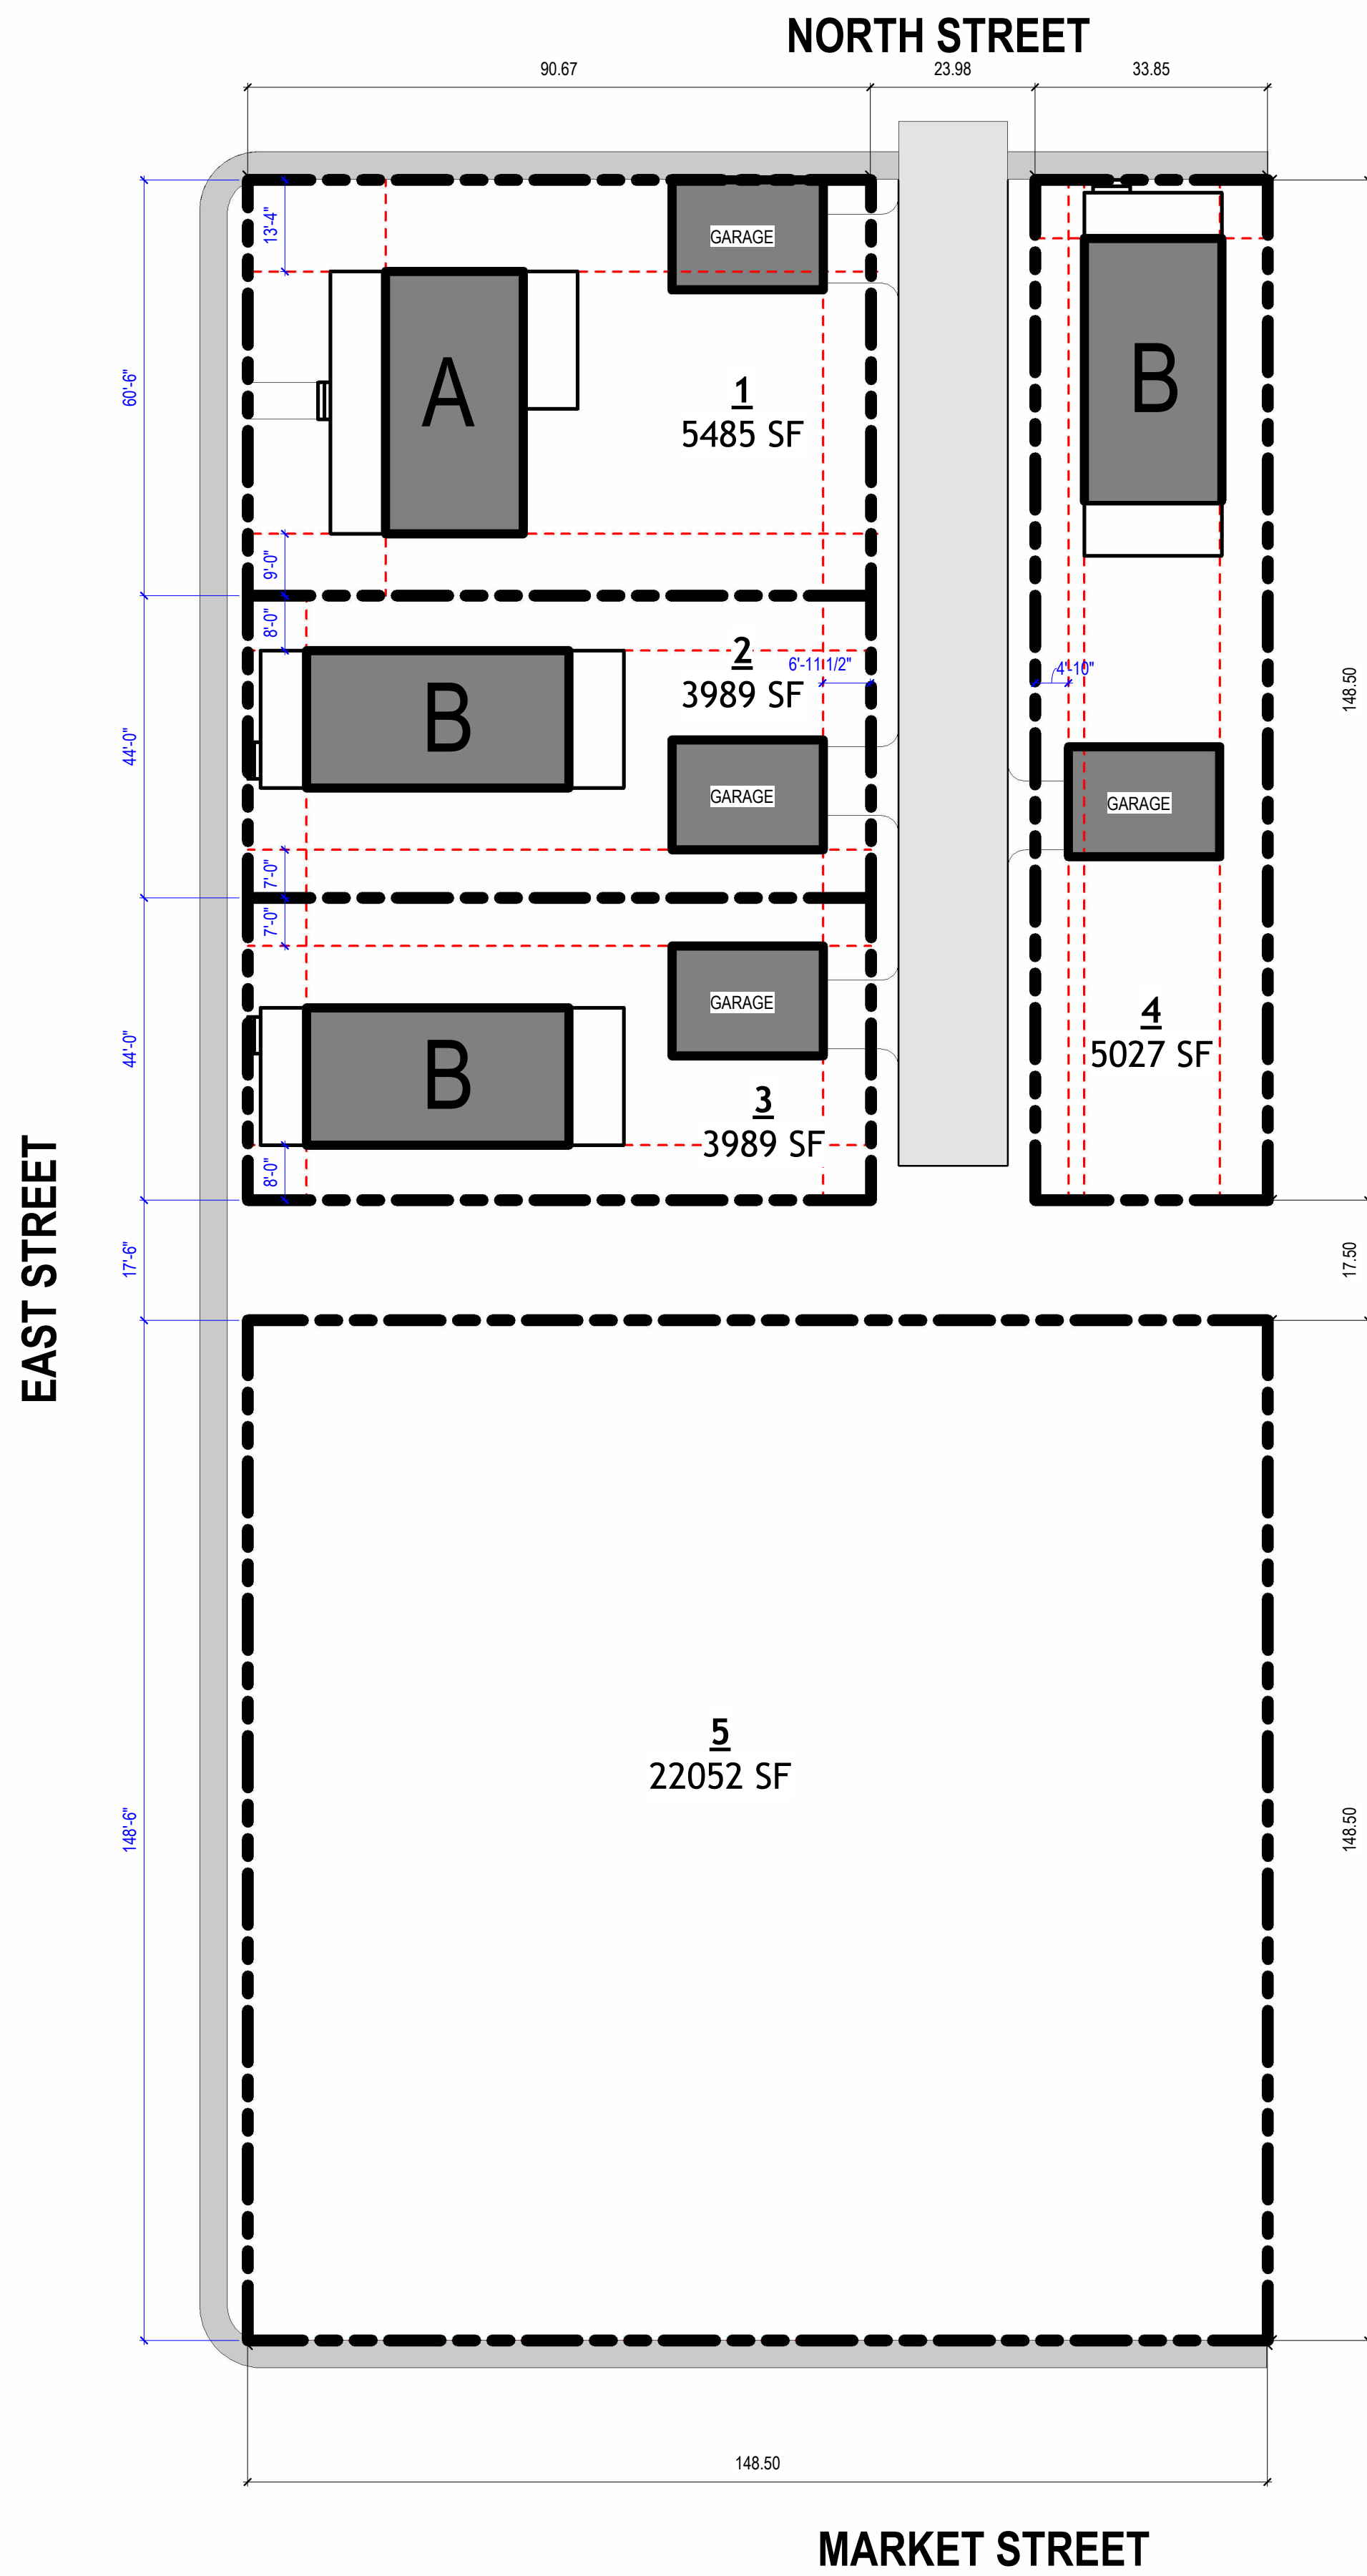 NORTH STREET
90.67
23.98
33.85
13'-4"
GARAGE
60'-6"
A
B
1
5485 SF
9'-0"
8'-0"
2
3989 SF
6'-11 1/2"
4'-10"
148.50
44'-0"
B
GARAGE
GARAGE
7'-0"
7'-0"
GARAGE
4
5027 SF
44'-0"
B
3
3989 SF
8'-0"
EAST STREET
17'-6"
17.50
5
22052 SF
148'-6"
148.50
148.50
MARKET STREET